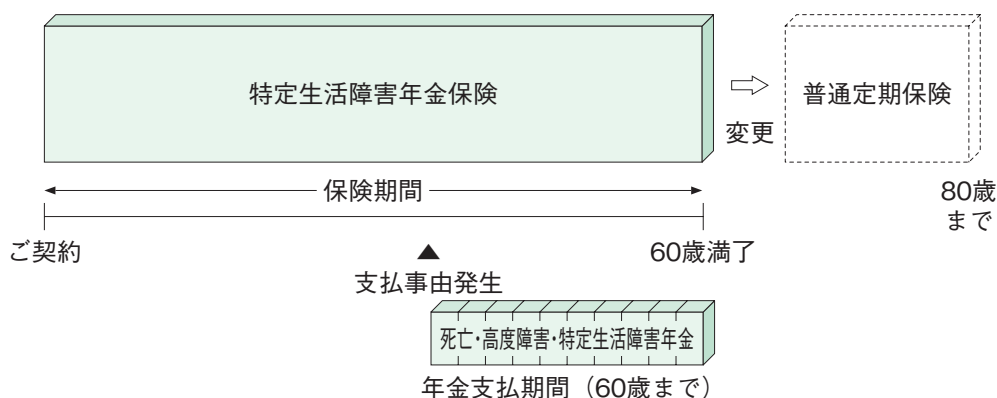 特定生活障害年金保険
普通定期保険
変更
保険期間
80歳
まで
ご契約
60歳満了
支払事由発生
死亡・高度障害・特定生活障害年金
年金支払期間（60歳まで）